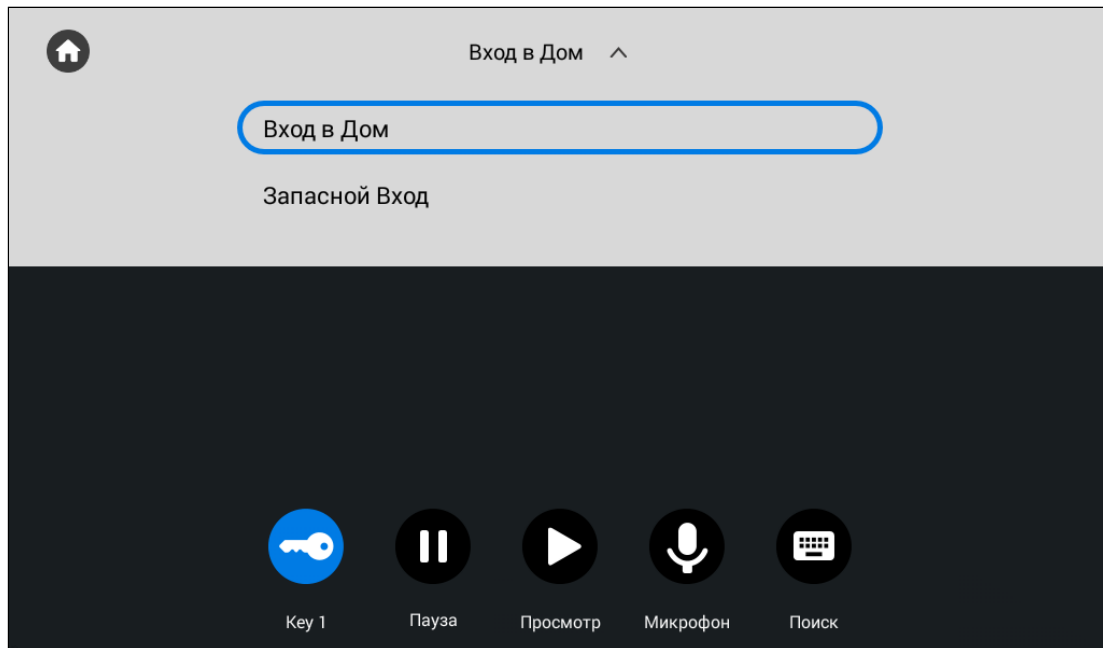 Вход в Дом
Вход в Дом
Запасной Вход
Key 1
Пауза
Просмотр
Микрофон
Поиск